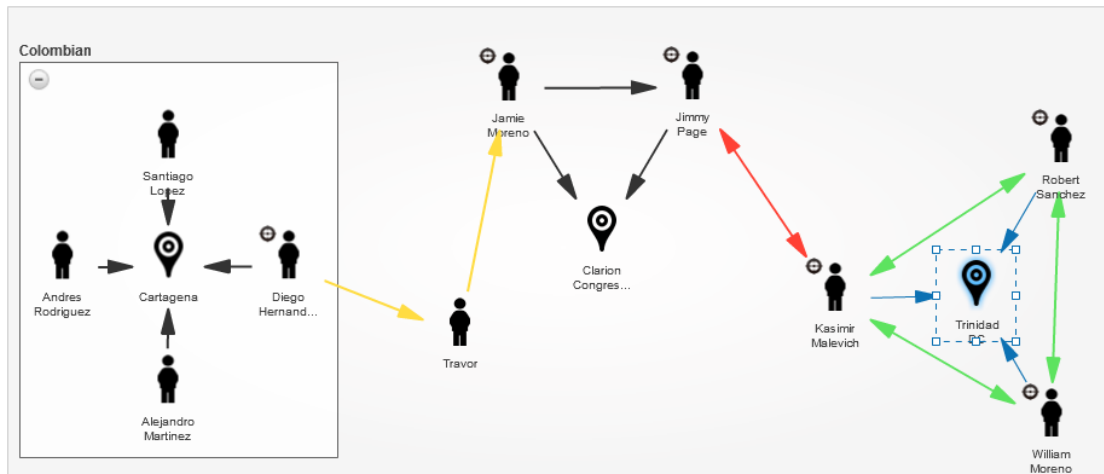 Colombian
Santiago
Lopez
Andres
Rodriguez
Cartagena
Diego
Hernand...
Alejandro
Martinez
Travor
Jamie
Moreno
Jimmy
Page
Clarion
Congres...
Kasimir
Malevich
Robert
Sanchez
Trinidad
DC
William
Moreno